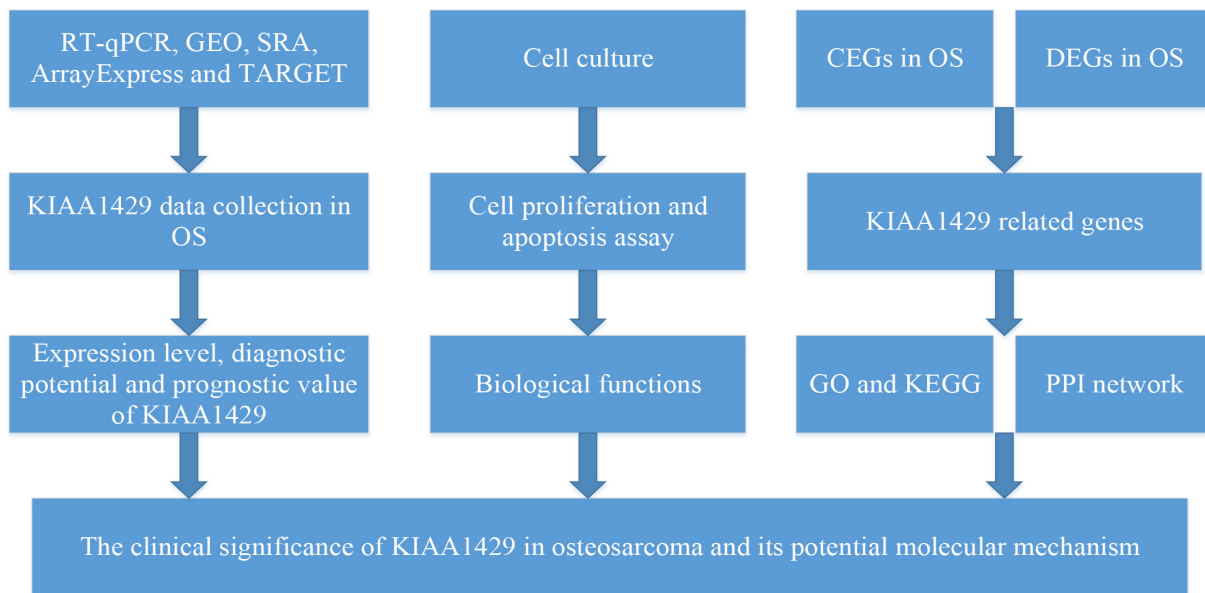 RT-qPCR, GEO, SRA,
ArrayExpress and TARGET
Cell culture
CEGs in OS
DEGs in OS
KIAA1429 data collection in
OS
Cell proliferation and
apoptosis assay
KIAA1429 related genes
Expression level, diagnostic
potential and prognostic value
of KIAA1429
Biological functions
GO and KEGG
PPI network
The clinical significance of KIAA1429 in osteosarcoma and its potential molecular mechanism